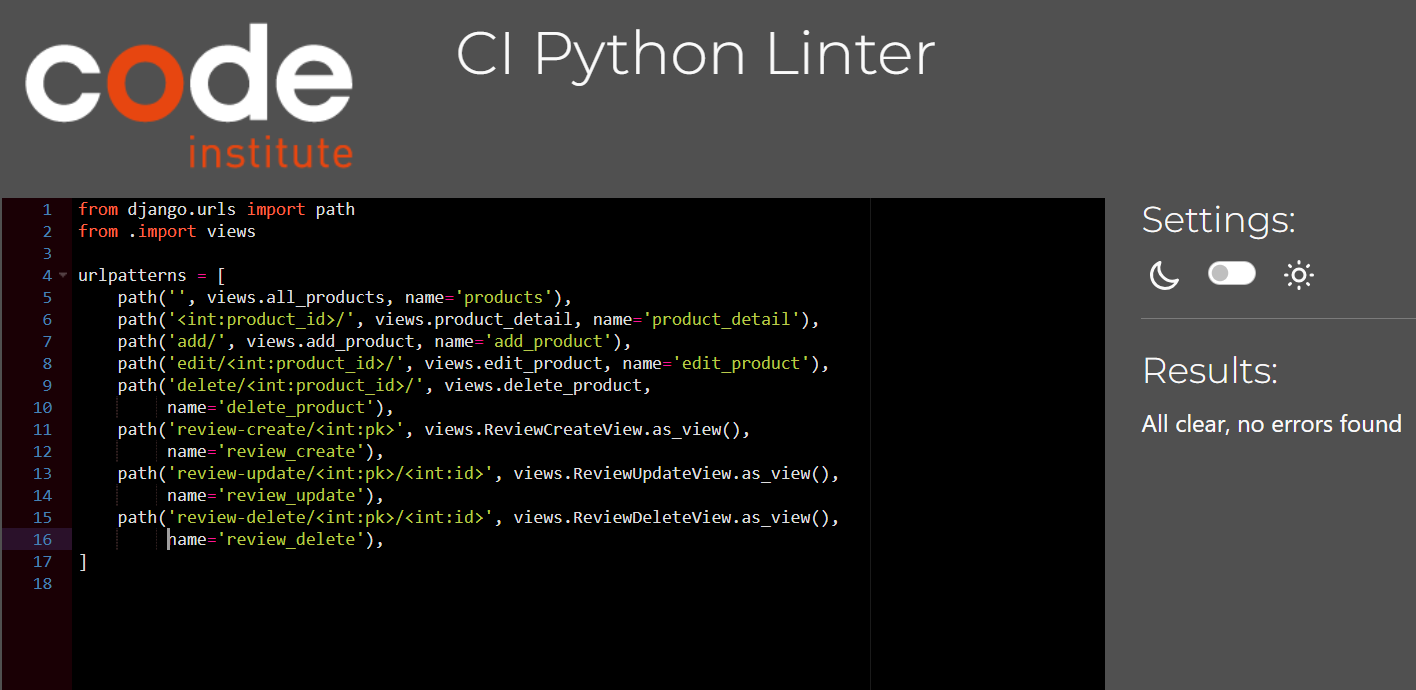 code
institute
CI Python Linter
1 from django.urls import path
2 from .import views
3
4 urlpatterns = [
5     path('', views.all_products, name='products'),
6     path('<int:product_id>/', views.product_detail, name='product_detail'),
7     path('add/', views.add_product, name='add_product'),
8     path('edit/<int:product_id>/', views.edit_product, name='edit_product'),
9     path('delete/<int:product_id>/', views.delete_product,
10          name='delete_product'),
11     path('review-create/<int:pk>', views.ReviewCreateView.as_view(),
12          name='review_create'),
13     path('review-update/<int:pk>/<int:id>', views.ReviewUpdateView.as_view(),
14          name='review_update'),
15     path('review-delete/<int:pk>/<int:id>', views.ReviewDeleteView.as_view(),
16          name='review_delete'),
17 ]
18
Settings:
Results:
All clear, no errors found